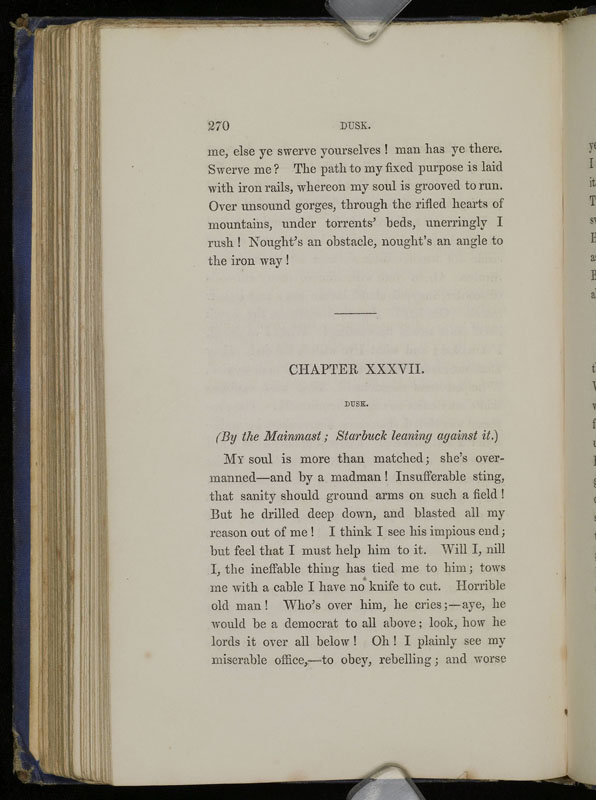 270 DUSK.
me, else ye swerve yourselves ! man has ye there.
Swerve me ? The path to my fixed purpose is laid
with iron rails, whereon my soul is grooved to run.
Over unsound gorges, through the rifled hearts of
mountains, under torrents' beds, unerringly I
rush ! Nought's an obstacle, nought's an angle to
the iron way !
CHAPTER XXXVII.
DUSK.
(By the Mainmast ; Starbuck leaning against it.)
MY soul is more than matched ; she's over-
manned—and by a madman ! Insufferable sting,
that sanity should ground arms on such a field !
But he drilled deep down, and blasted all my
reason out of me ! I think I see his impious end ;
but feel that I must help him to it. Will I, nill
I, the ineffable thing has tied me to him ; tows
me with a cable I have no knife to cut. Horrible
old man ! Who's over him, he cries ;—aye, he
would be a democrat to all above ; look, how he
lords it over all below ! Oh ! I plainly see my
miserable office,—to obey, rebelling ; and worse